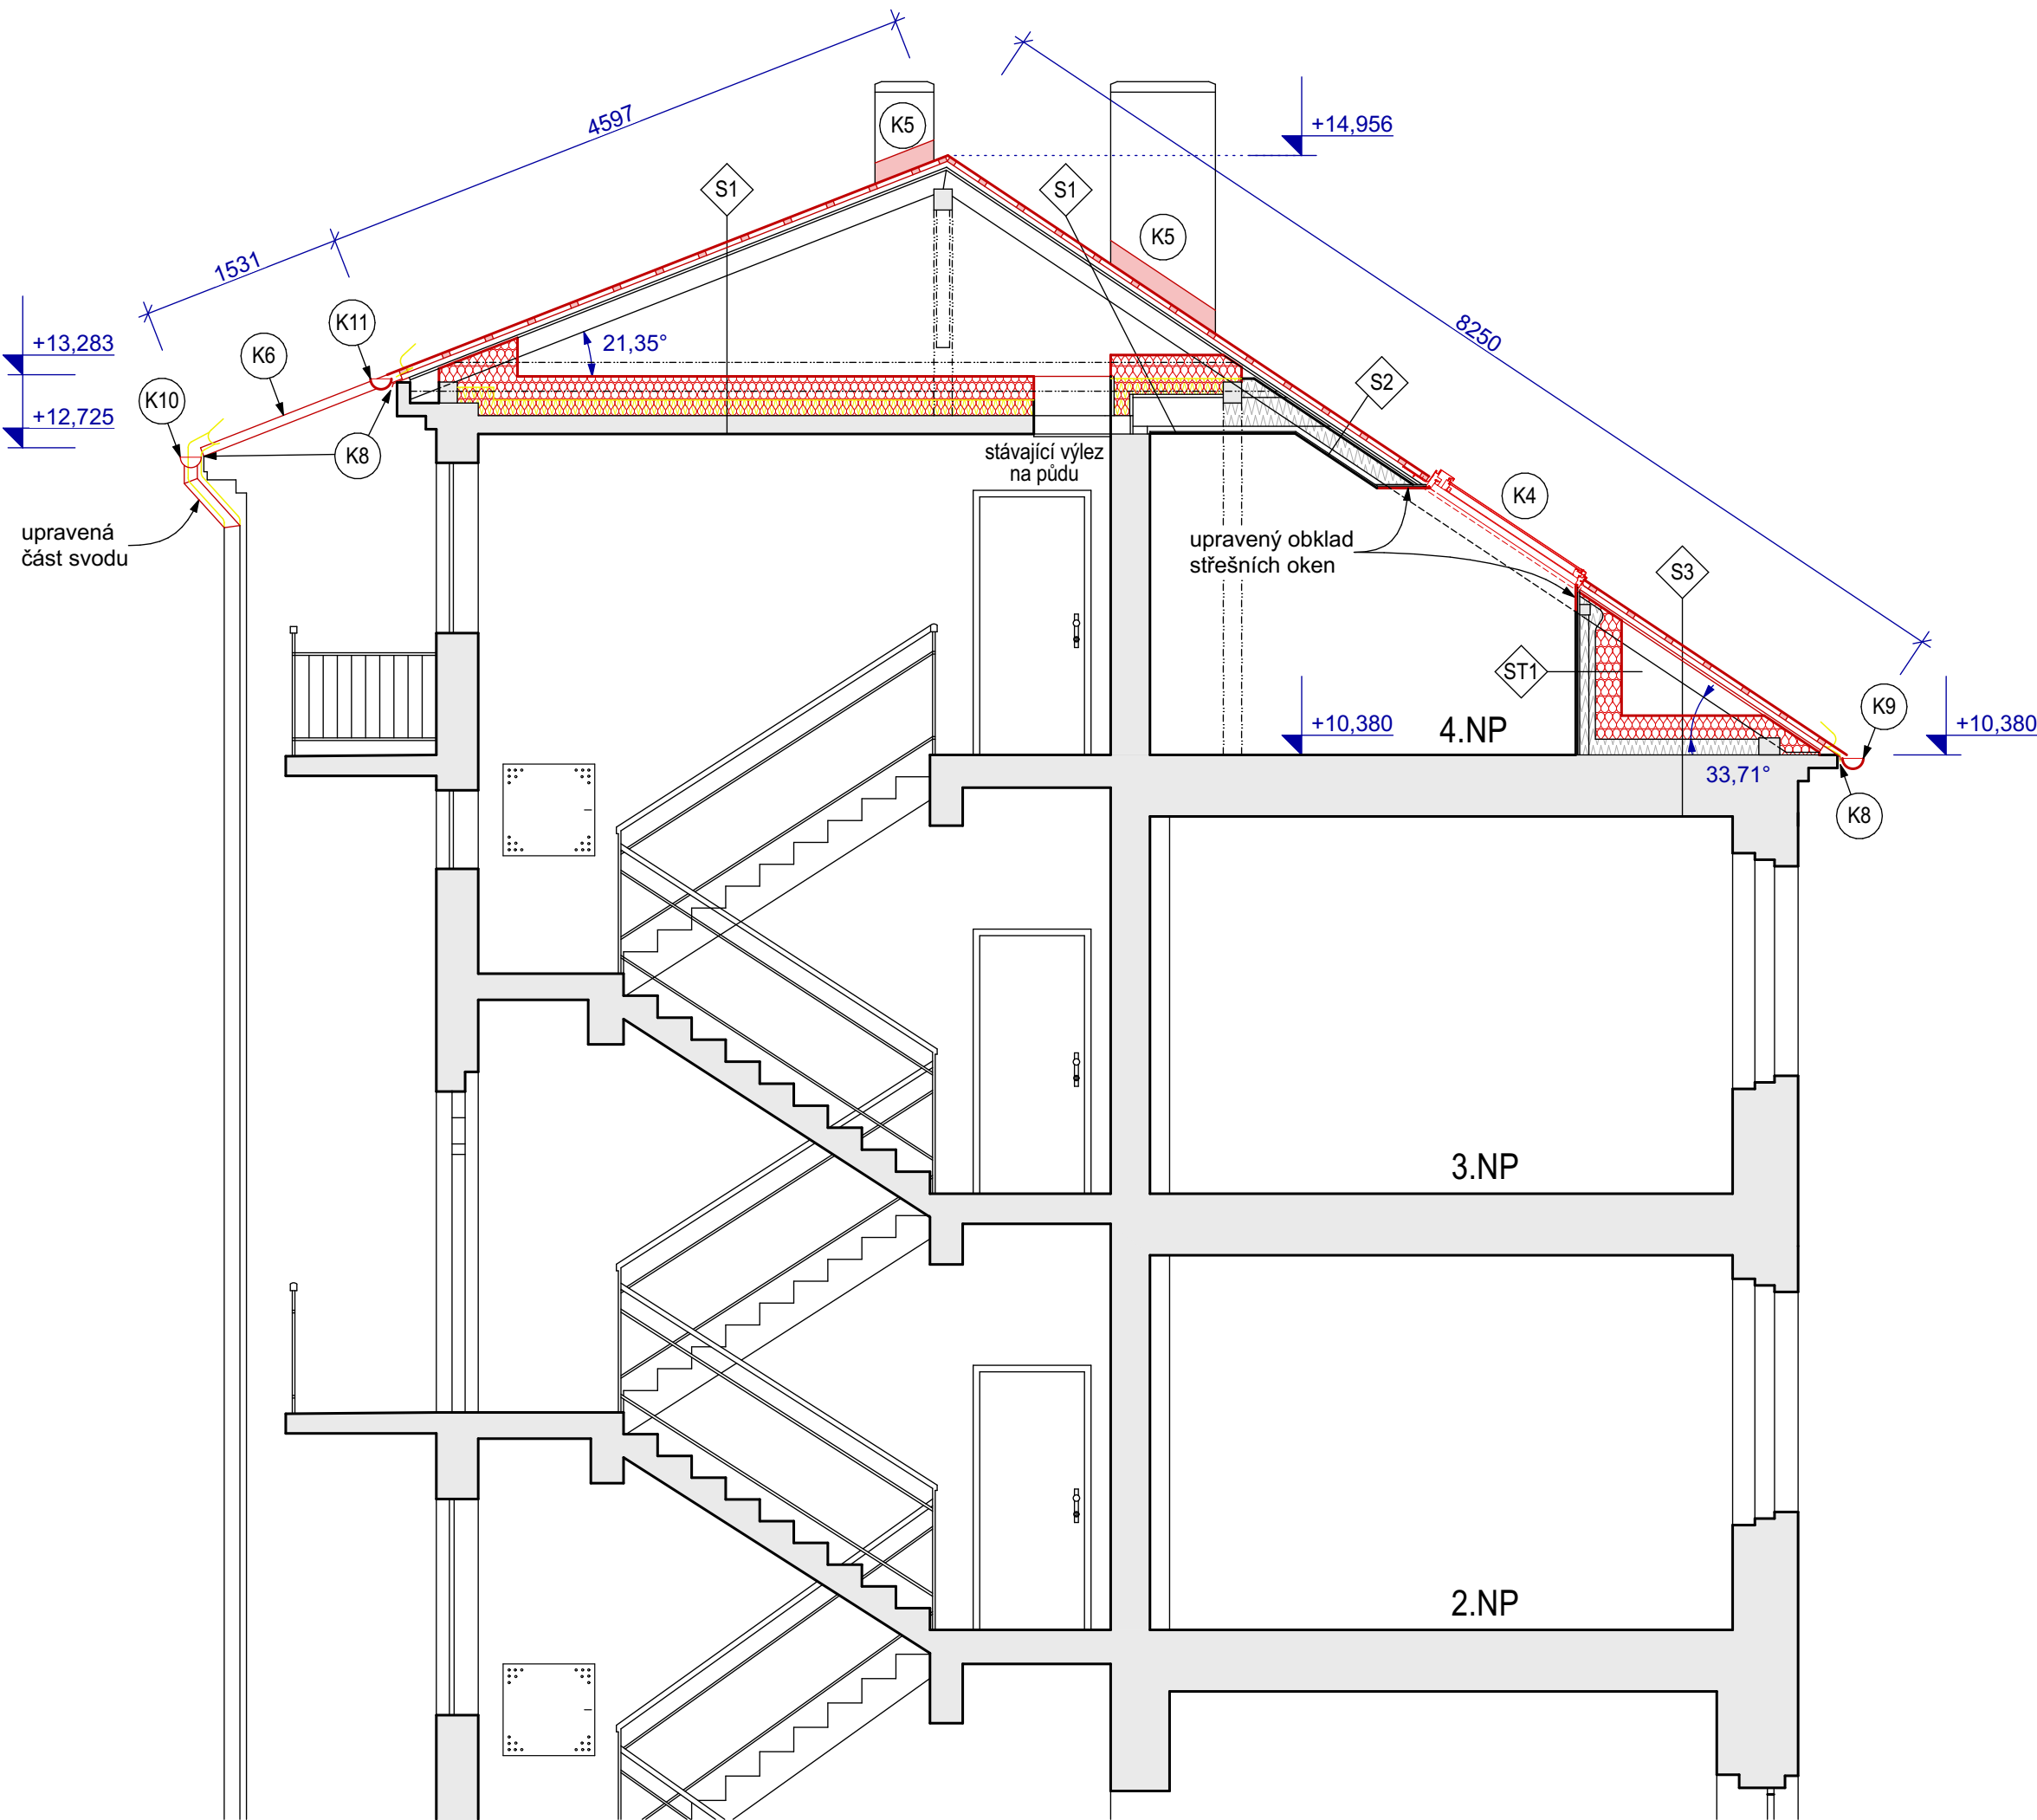 4597
K5
+14,956
S1
S1
K5
1531
8250
K11
+13,283
21,35°
K6
S2
K10
+12,725
K8
stávající výlez
na půdu
K4
upravená
část svodu
upravený obklad
střešních oken
S3
ST1
+10,380
4.NP
K9
+10,380
33,71°
K8
3.NP
2.NP